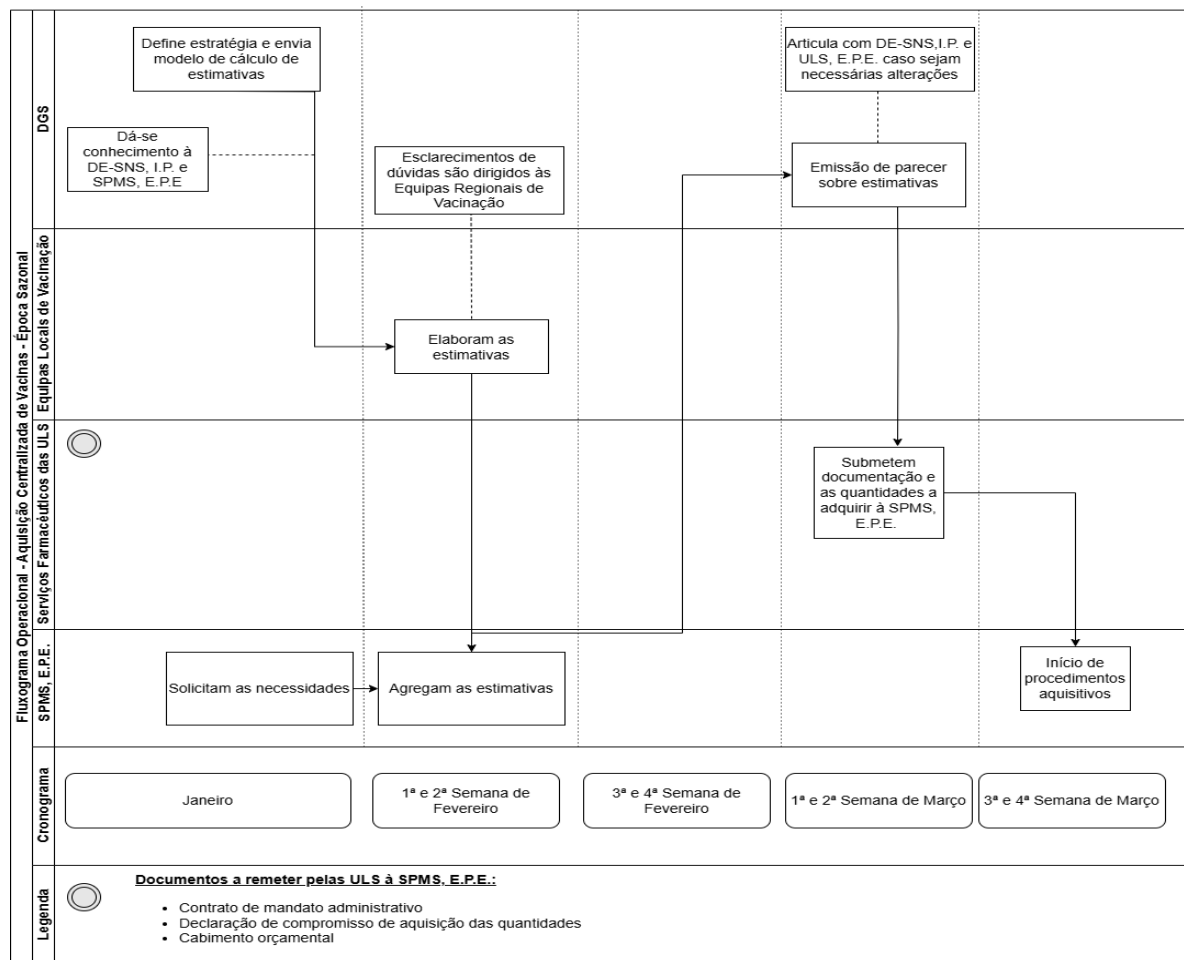 Fluxograma Operacional - Aquisição Centralizada de Vacinas - Época Sazonal
DGS
Define estratégia e envia
modelo de cálculo de
estimativas
Dá-se
conhecimento à
DE-SNS, I.P. e
SPMS, E.P.E
Esclarecimentos de
dúvidas são dirigidos às
Equipas Regionais de
Vacinação
Articula com DE-SNS,I.P. e
ULS, E.P.E. caso sejam
necessárias alterações
Emissão de parecer
sobre estimativas
Equipas Locais de Vacinação
Elaboram as
estimativas
Serviços Farmacêuticos das ULS
Submetem
documentação e
as quantidades a
adquirir à SPMS,
E.P.E.
SPMS, E.P.E.
Solicitam as necessidades
Agregam as estimativas
Início de
procedimentos
aquisitivos
Cronograma
Janeiro
1ª e 2ª Semana de
Fevereiro
3ª e 4ª Semana de
Fevereiro
1ª e 2ª Semana de Março
3ª e 4ª Semana de Março
Legenda
Documentos a remeter pelas ULS à SPMS, E.P.E.:
• Contrato de mandato administrativo
• Declaração de compromisso de aquisição das quantidades
• Cabimento orçamental